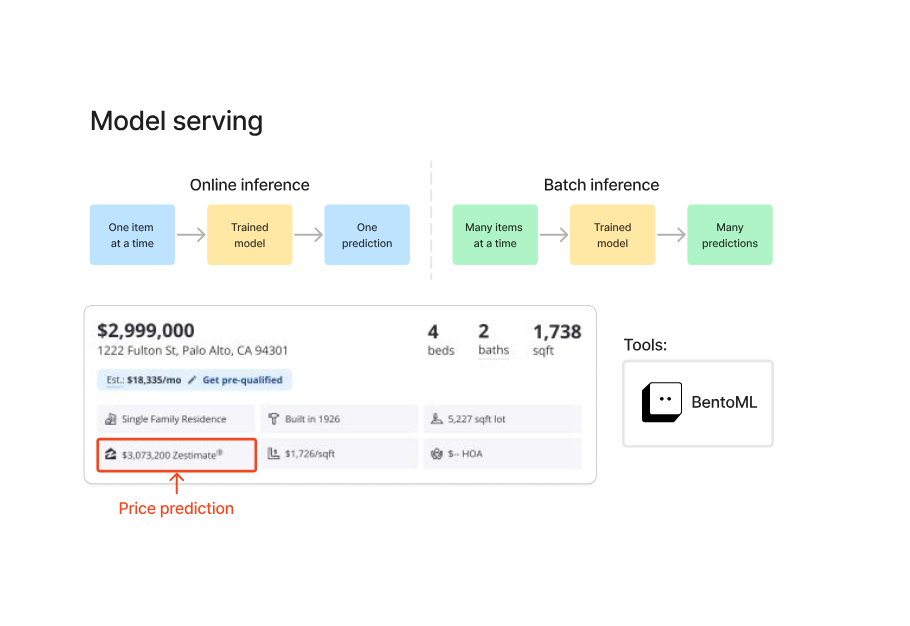 Model serving
Online inference
Batch inference
One item
at a time
Trained
model
One
prediction
Many items
at a time
Trained
model
Many
predictions
$2,999,000
1222 Fulton St, Palo Alto, CA 94301
4
beds
2
baths
1,738
sqft
Est.: $18,335/mo Get pre-qualified
Single Family Residence
Built in 1926
5,227 sqft lot
$3,073,200 Zestimate®
$1,726/sqft
$-- HOA
Price prediction
Tools:
BentoML